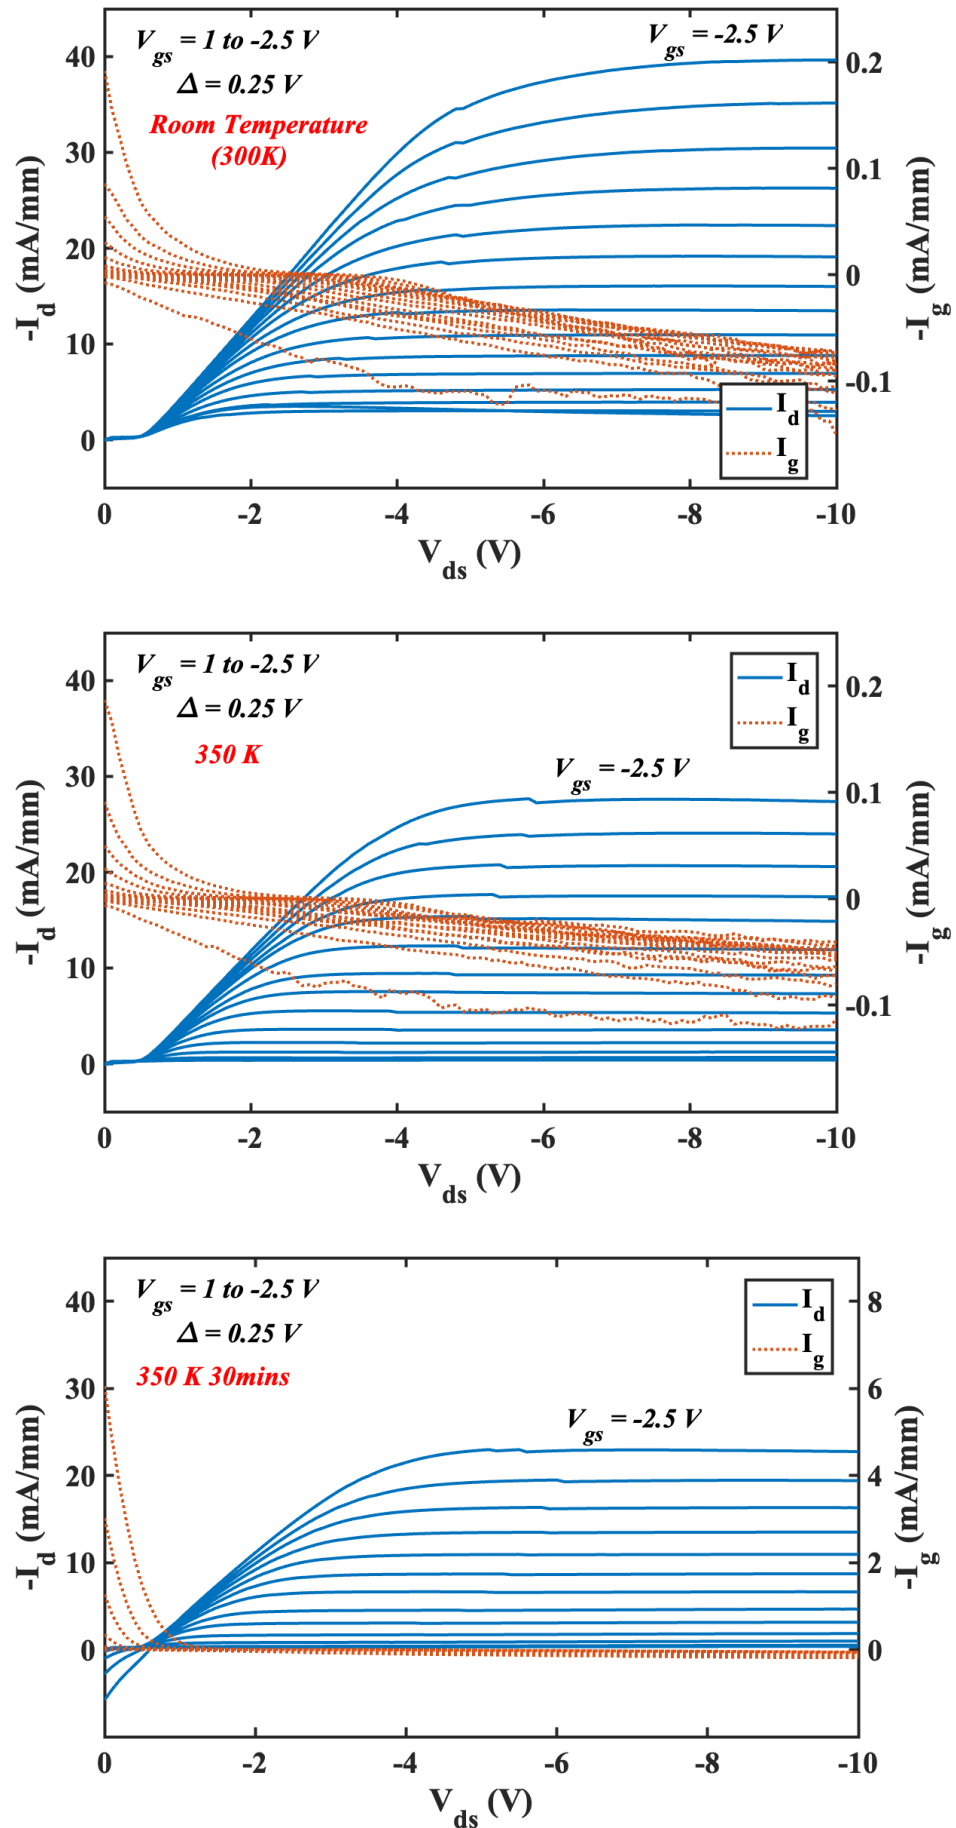 V_gs = 1 to -2.5 V
V_gs = -2.5 V
Δ = 0.25 V
Room Temperature
(300K)
40
30
20
10
0
-I_d (mA/mm)
0.2
0.1
0
-0.1
-I_g (mA/mm)
I_d
I_g
0 -2 -4 -6 -8 -10
V_ds (V)
V_gs = 1 to -2.5 V
Δ = 0.25 V
350 K
I_d
I_g
V_gs = -2.5 V
40
30
20
10
0
-I_d (mA/mm)
0.2
0.1
0
-0.1
-I_g (mA/mm)
0 -2 -4 -6 -8 -10
V_ds (V)
V_gs = 1 to -2.5 V
Δ = 0.25 V
350 K 30mins
I_d
I_g
V_gs = -2.5 V
40
30
20
10
0
-I_d (mA/mm)
8
6
4
2
0
-I_g (mA/mm)
0 -2 -4 -6 -8 -10
V_ds (V)